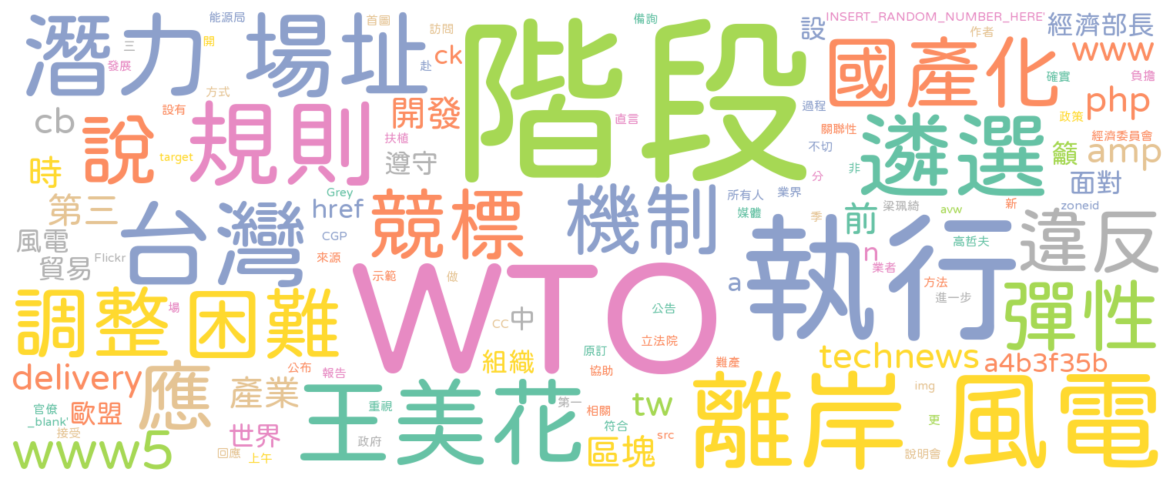 能源局
首圖
訪問
備詢
INSERT_RANDOM_NUMBER_HERE'
經濟部長
潛力
場址
階段
設
作者
國產化
www
三
開
發展
赴
ck
確實
負擔
設有
方式
cb
說
規則
開發
直言
過程
php
政策
關聯性
經濟委員會
時
target
扶植
遵守
不切
遴選
籲
amp
分
非
面對
第三
台灣
Grey
href
競標
機制
所有人
業界
季
前
梁珮綺
avw
新
zoneid
媒體
違反
風電
CGP
高哲夫
貿易
Flickr
來源
n
業者
執行
示範
做
WTO
a
方法
進一步
彈性
調整
困難
場
cc
中
公告
立法院
原訂
組織
協助
難產
technews
a4b3f35b
delivery
應
公布
報告
產業
王美花
離岸
風電
img
官僚
_blank'
歐盟
重視
第一
相關
tw
更
接受
www5
世界
政府
符合
區塊
src
回應
上午
說明會